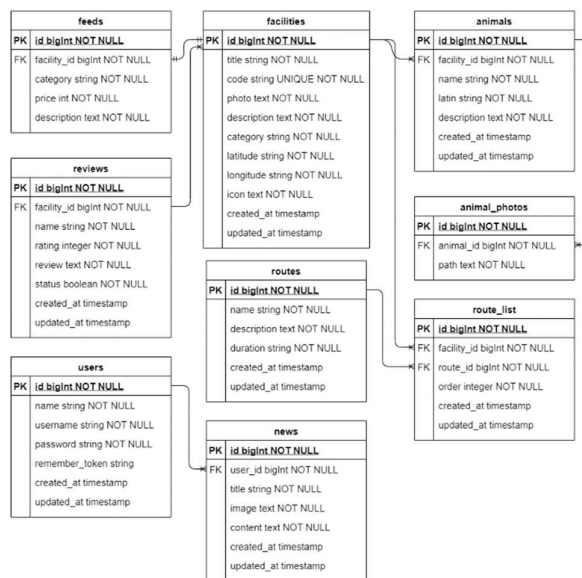 feeds
PK id bigInt NOT NULL
FK facility_id bigInt NOT NULL
category string NOT NULL
price int NOT NULL
description text NOT NULL
facilities
PK id bigInt NOT NULL
title string NOT NULL
code string UNIQUE NOT NULL
photo text NOT NULL
description text NOT NULL
category string NOT NULL
latitude string NOT NULL
longitude string NOT NULL
icon text NOT NULL
created_at timestamp
updated_at timestamp
animals
PK id bigInt NOT NULL
FK facility_id bigInt NOT NULL
name string NOT NULL
latin string NOT NULL
description text NOT NULL
created_at timestamp
updated_at timestamp
reviews
PK id bigInt NOT NULL
FK facility_id bigInt NOT NULL
name string NOT NULL
rating integer NOT NULL
review text NOT NULL
status boolean NOT NULL
created_at timestamp
updated_at timestamp
animal_photos
PK id bigInt NOT NULL
FK animal_id bigInt NOT NULL
path text NOT NULL
routes
PK id bigInt NOT NULL
name string NOT NULL
description text NOT NULL
duration string NOT NULL
created_at timestamp
updated_at timestamp
route_list
PK id bigInt NOT NULL
FK facility_id bigInt NOT NULL
FK route_id bigInt NOT NULL
order integer NOT NULL
created_at timestamp
updated_at timestamp
users
PK id bigInt NOT NULL
name string NOT NULL
username string NOT NULL
password string NOT NULL
remember_token string
created_at timestamp
updated_at timestamp
news
PK id bigInt NOT NULL
FK user_id bigInt NOT NULL
title string NOT NULL
image text NOT NULL
content text NOT NULL
created_at timestamp
updated_at timestamp